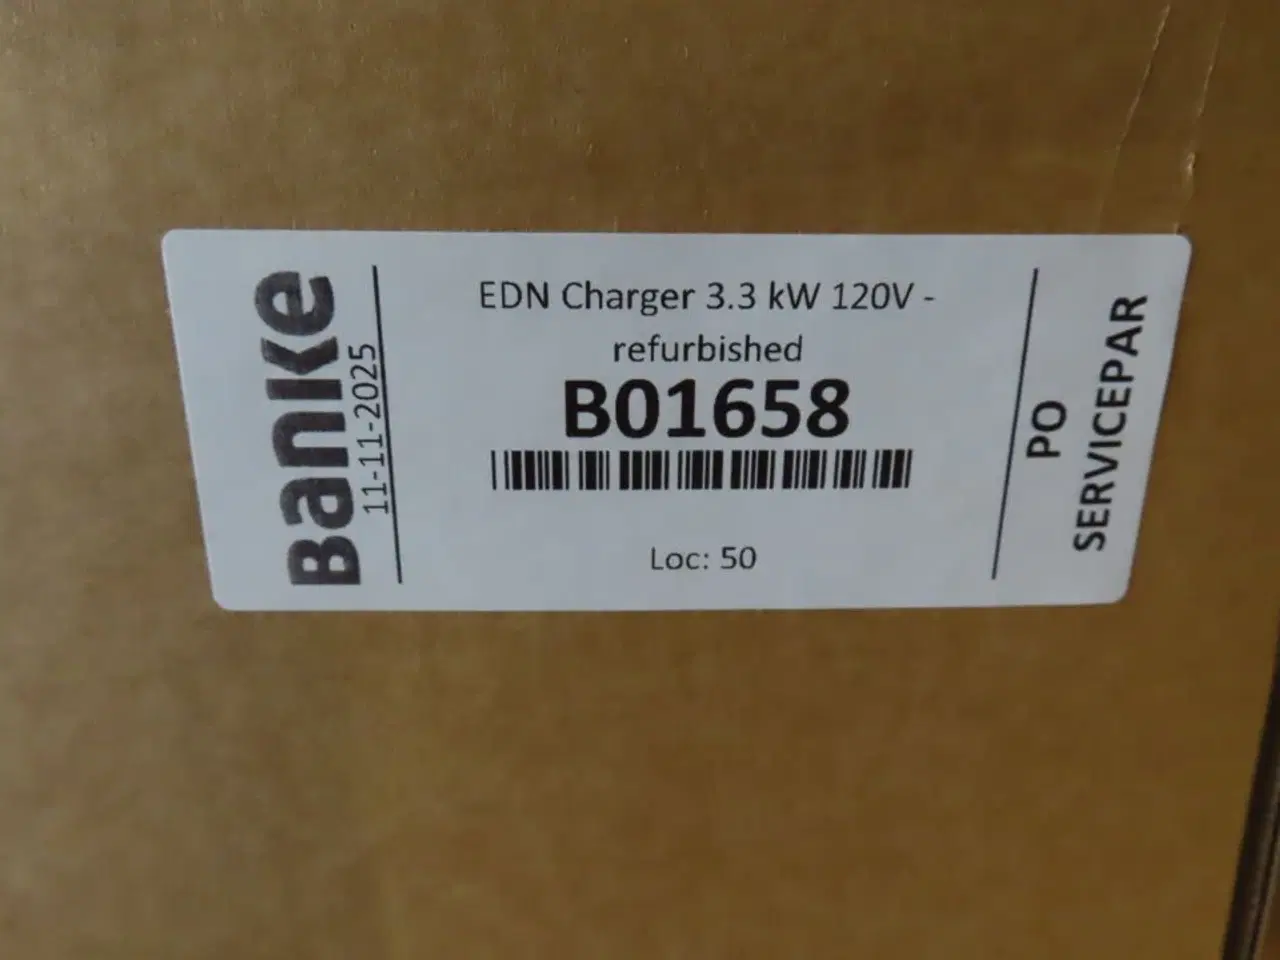 Banke
11-11-2025
EDN Charger 3.3 kW 120V -
refurbished
B01658
Loc: 50
PO
SERVICEPAR